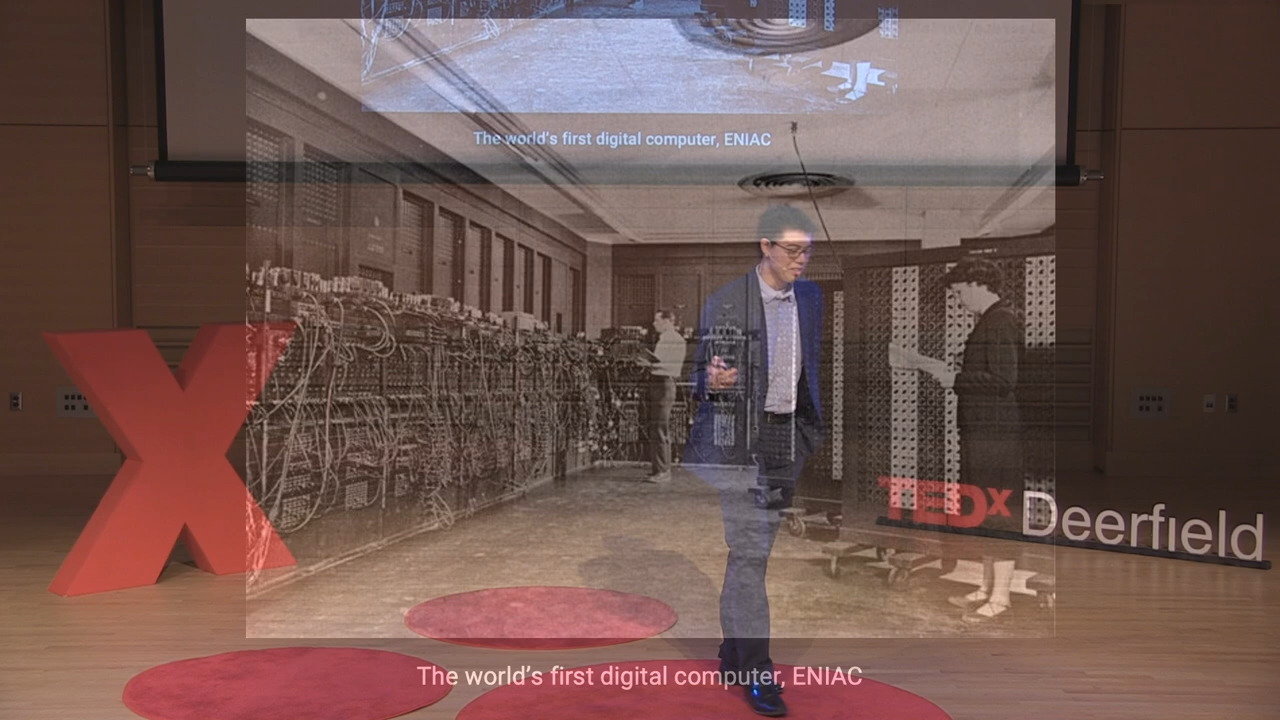 The world's first digital computer, ENIAC
X
TEDx Deerfield
The world's first digital computer, ENIAC